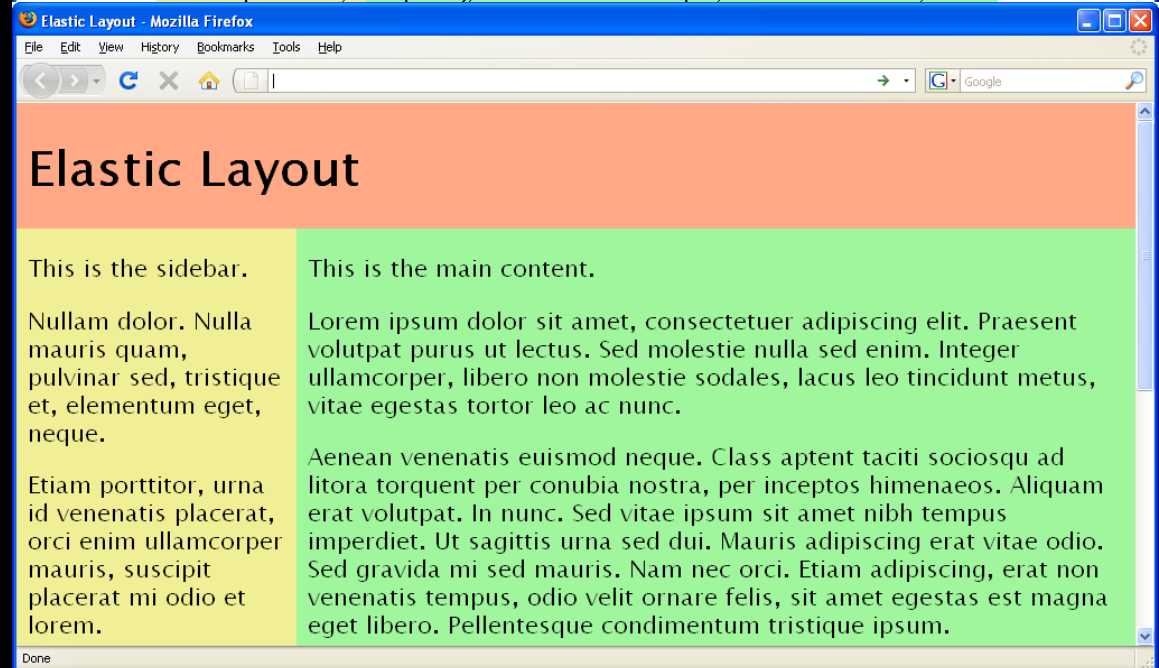 Elastic Layout - Mozilla Firefox
File Edit View History Bookmarks Tools Help
G Google
Elastic Layout
This is the sidebar.
Nullam dolor. Nulla
mauris quam,
pulvinar sed, tristique
et, elementum eget,
neque.
Etiam porttitor, urna
id venenatis placerat,
orci enim ullamcorper
mauris, suscipit
placerat mi odio et
lorem.
This is the main content.
Lorem ipsum dolor sit amet, consectetuer adipiscing elit. Praesent
volutpat purus ut lectus. Sed molestie nulla sed enim. Integer
ullamcorper, libero non molestie sodales, lacus leo tincidunt metus,
vitae egestas tortor leo ac nunc.
Aenean venenatis euismod neque. Class aptent taciti sociosqu ad
litora torquent per conubia nostra, per inceptos himenaeos. Aliquam
erat volutpat. In nunc. Sed vitae ipsum sit amet nibh tempus
imperdiet. Ut sagittis urna sed dui. Mauris adipiscing erat vitae odio.
Sed gravida mi sed mauris. Nam nec orci. Etiam adipiscing, erat non
venenatis tempus, odio velit ornare felis, sit amet egestas est magna
eget libero. Pellentesque condimentum tristique ipsum.
Done